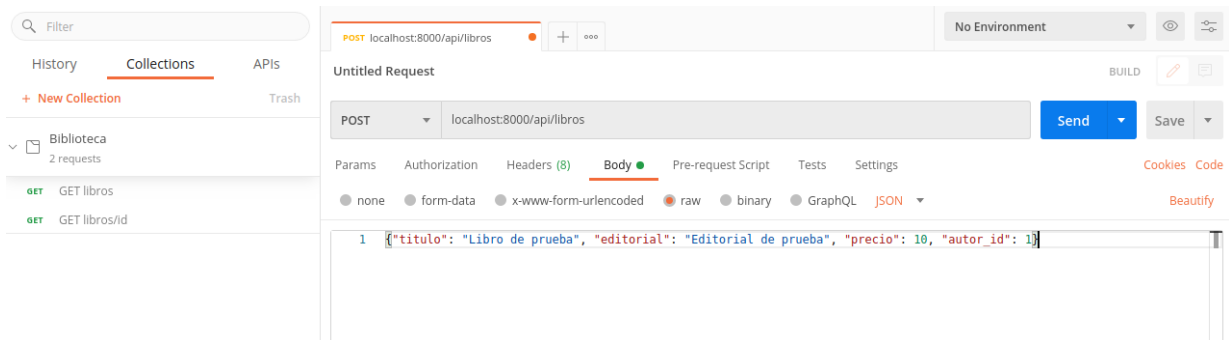 Filter
History Collections APIs
+ New Collection Trash
Biblioteca
2 requests
GET GET libros
GET GET libros/id
POST localhost:8000/api/libros
No Environment
Untitled Request BUILD
POST localhost:8000/api/libros Send Save
Params Authorization Headers (8) Body Pre-request Script Tests Settings Cookies Code
none form-data x-www-form-urlencoded raw binary GraphQL JSON Beautify
1 {"titulo": "Libro de prueba", "editorial": "Editorial de prueba", "precio": 10, "autor_id": 1}